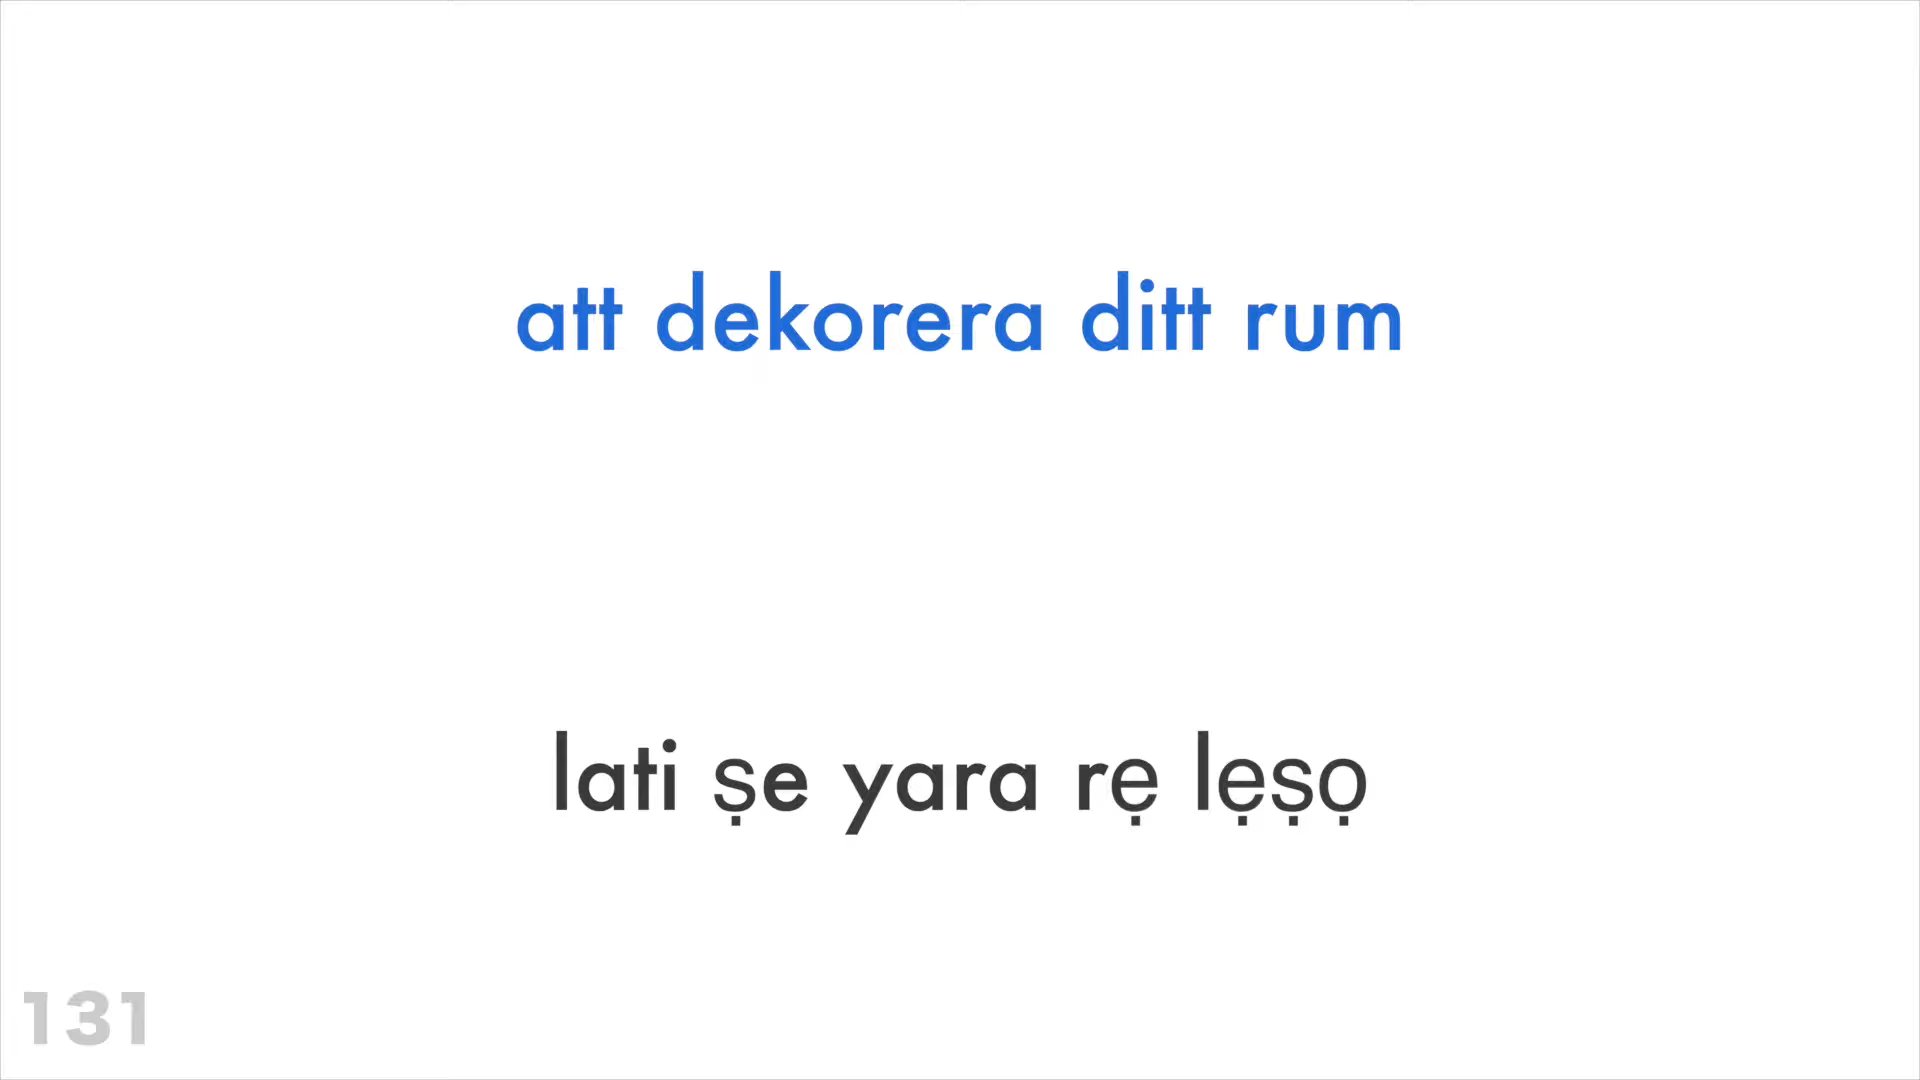 att dekorera ditt rum
lati ṣe yara rẹ lẹṣọ
131